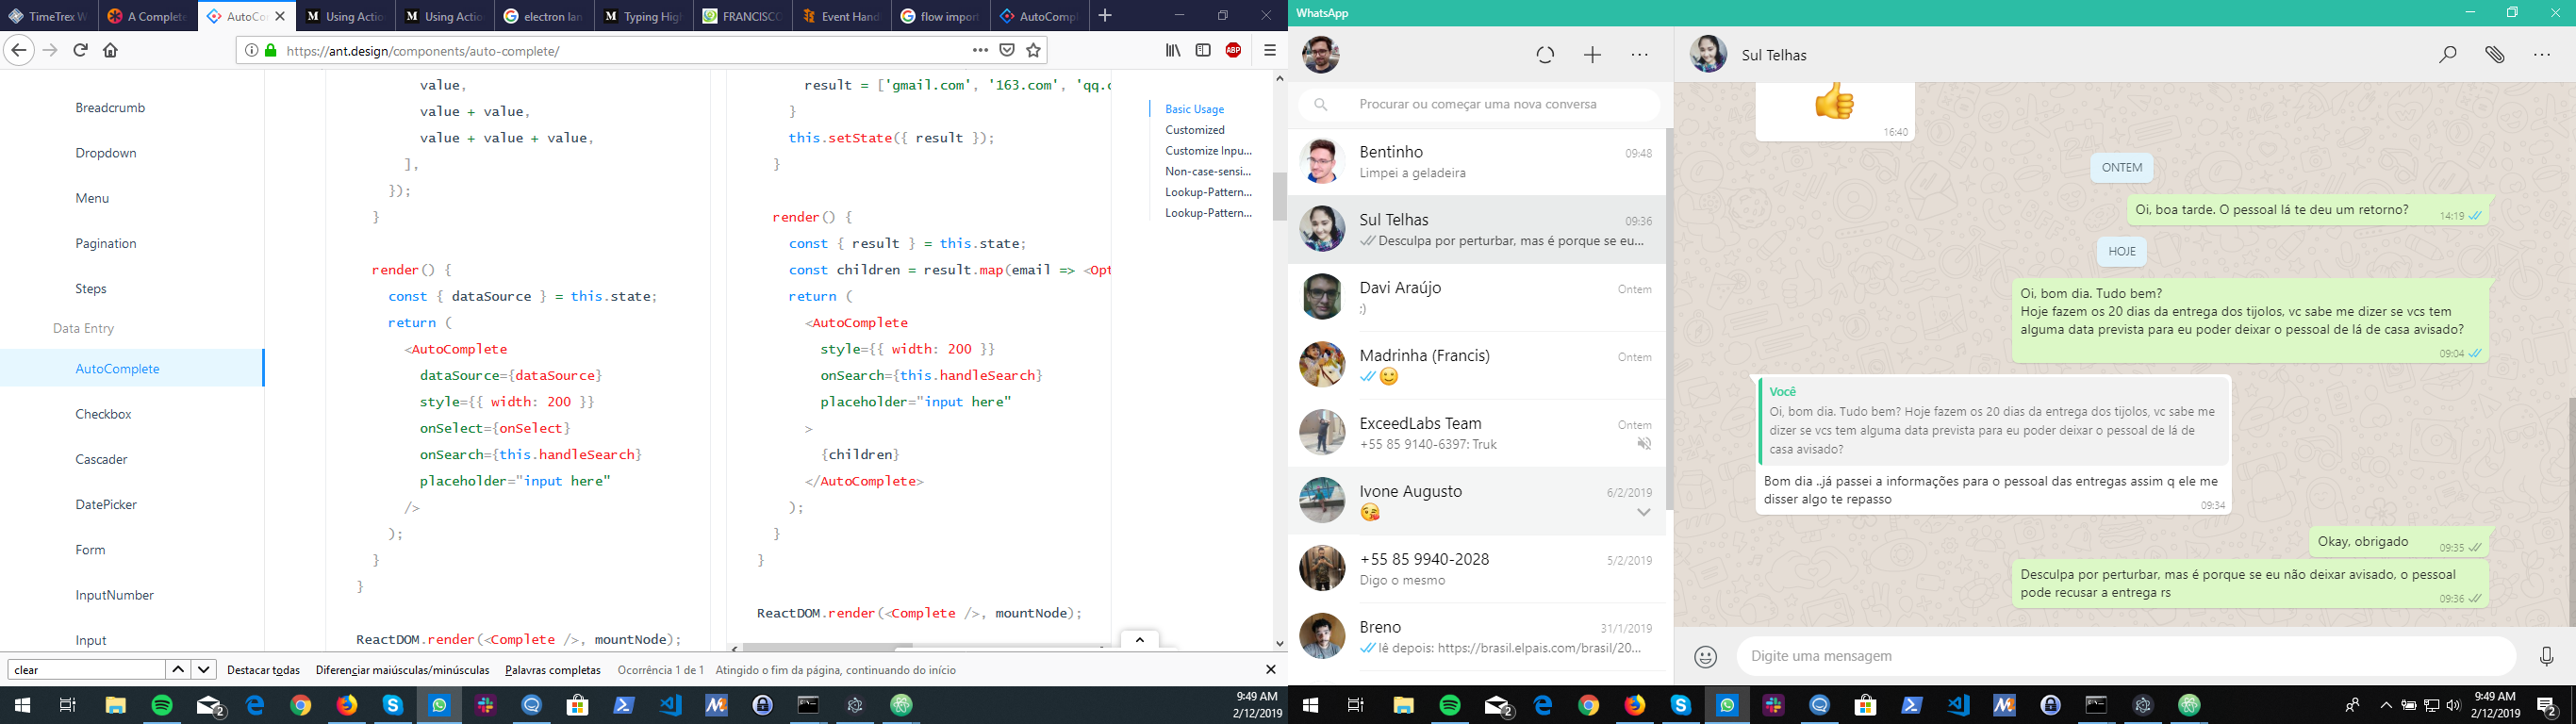 TimeTrex W
A Complete
AutoCo
Using Actio
Using Actio
electron lan
Typing Hig
FRANCISCO
Event Handl
flow import
AutoCompl
https://ant.design/components/auto-complete/
ABP
Breadcrumb
Dropdown
Menu
Pagination
Steps
Data Entry
AutoComplete
Checkbox
Cascader
DatePicker
Form
InputNumber
Input
value,
value + value,
value + value + value,
],
});
}
render() {
const { dataSource } = this.state;
return (
<AutoComplete
dataSource={dataSource}
style={{ width: 200 }}
onSelect={onSelect}
onSearch={this.handleSearch}
placeholder="input here"
/>
);
}
}
ReactDOM.render(<Complete />, mountNode);
result = ['gmail.com', '163.com', 'qq.c
}
this.setState({ result });
}
render() {
const { result } = this.state;
const children = result.map(email => <Opt
return (
<AutoComplete
style={{ width: 200 }}
onSearch={this.handleSearch}
placeholder="input here"
>
{children}
</AutoComplete>
);
}
}
ReactDOM.render(<Complete />, mountNode);
Basic Usage
Customized
Customize Inpu...
Non-case-sensi...
Lookup-Pattern...
Lookup-Pattern...
clear
Destacar todas
Diferenciar maiúsculas/minúsculas
Palavras completas
Ocorrência 1 de 1
Atingido o fim da página, continuando do início
2
9:49 AM
2/12/2019
WhatsApp
Procurar ou começar uma nova conversa
Bentinho
09:48
Limpei a geladeira
Sul Telhas
09:36
Desculpa por perturbar, mas é porque se eu...
Davi Araújo
Ontem
;)
Madrinha (Francis)
Ontem
ExceedLabs Team
Ontem
+55 85 9140-6397: Truk
Ivone Augusto
6/2/2019
+55 85 9940-2028
5/2/2019
Digo o mesmo
Breno
31/1/2019
lê depois: https://brasil.elpais.com/brasil/20...
Sul Telhas
16:40
ONTEM
Oi, boa tarde. O pessoal lá te deu um retorno?
14:19
HOJE
Oi, bom dia. Tudo bem?
Hoje fazem os 20 dias da entrega dos tijolos, vc sabe me dizer se vcs tem
alguma data prevista para eu poder deixar o pessoal de lá de casa avisado?
09:04
Você
Oi, bom dia. Tudo bem? Hoje fazem os 20 dias da entrega dos tijolos, vc sabe me
dizer se vcs tem alguma data prevista para eu poder deixar o pessoal de lá de
casa avisado?
Bom dia ..já passei a informações para o pessoal das entregas assim q ele me
disser algo te repasso
09:34
Okay, obrigado
09:35
Desculpa por perturbar, mas é porque se eu não deixar avisado, o pessoal
pode recusar a entrega rs
09:36
Digite uma mensagem
2
9:49 AM
2/12/2019
2